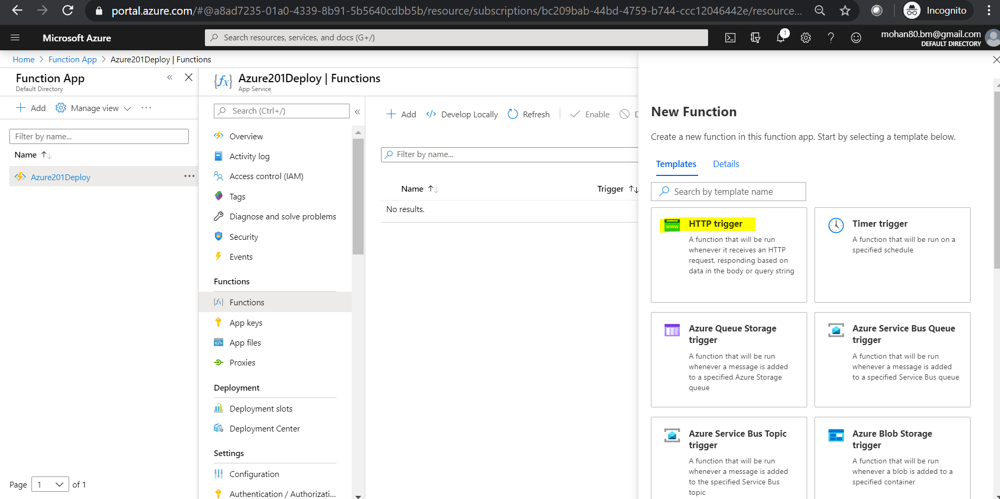 portal.azure.com/#@a8ad7235-01a0-4339-8b91-5b5640cdbb5b/resource/subscriptions/bc209bab-44bd-4759-b744-ccc12046442e/resource...
Incognito
Microsoft Azure
Search resources, services, and docs (G+/)
1
mohan80.bm@gmail.com
DEFAULT DIRECTORY
Home > Function App > Azure201Deploy | Functions
Function App
Default Directory
Add
Manage view
Filter by name...
Name
Azure201Deploy
Page 1 of 1
Azure201Deploy | Functions
App Service
Search (Ctrl+/)
Overview
Activity log
Access control (IAM)
Tags
Diagnose and solve problems
Security
Events
Functions
Functions
App keys
App files
Proxies
Deployment
Deployment slots
Deployment Center
Settings
Configuration
Authentication / Authorizati...
Add
Develop Locally
Refresh
Enable
D
Filter by name...
Name
Trigger
No results.
New Function
Create a new function in this function app. Start by selecting a template below.
Templates
Details
Search by template name
www
HTTP trigger
A function that will be run
whenever it receives an HTTP
request, responding based on
data in the body or query string
Timer trigger
A function that will be run on a
specified schedule
Azure Queue Storage
trigger
A function that will be run
whenever a message is added
to a specified Azure Storage
queue
Azure Service Bus Queue
trigger
A function that will be run
whenever a message is added
to a specified Service Bus queue
Azure Service Bus Topic
trigger
A function that will be run
whenever a message is added
to the specified Service Bus
topic
Azure Blob Storage
trigger
A function that will be run
whenever a blob is added to a
specified container